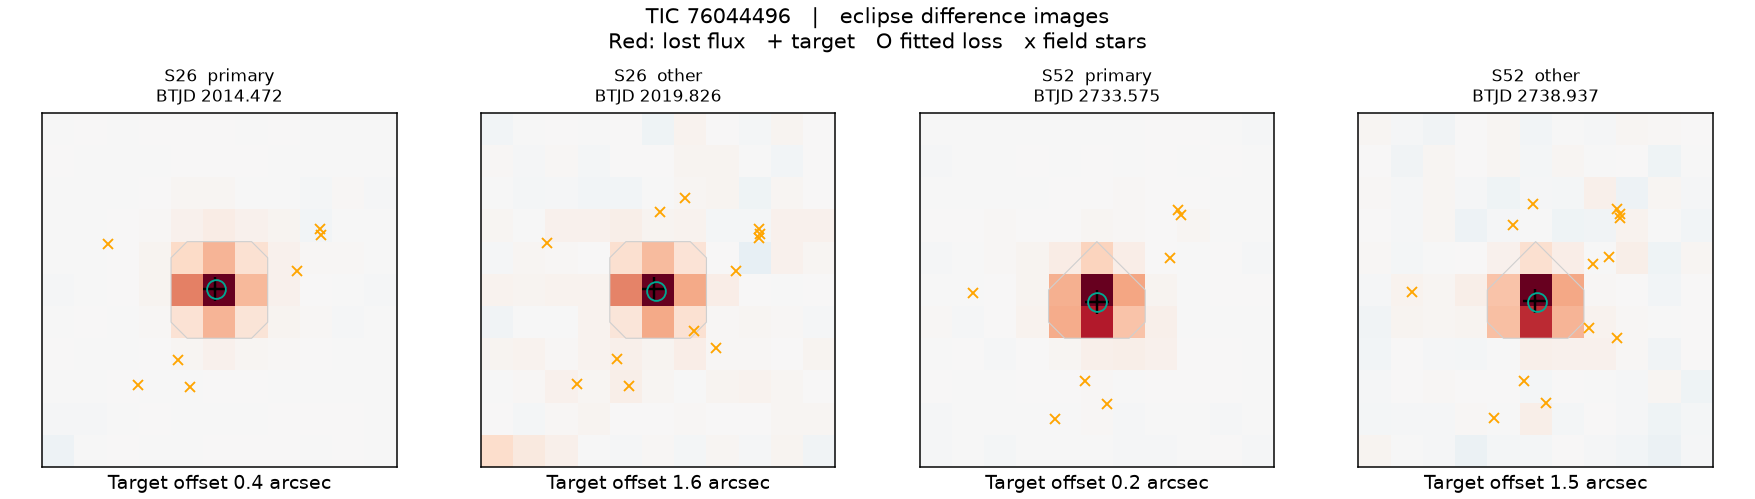 TIC 76044496   |   eclipse difference images
Red: lost flux   + target   O fitted loss   x field stars
S26  primary
BTJD 2014.472
S26  other
BTJD 2019.826
S52  primary
BTJD 2733.575
S52  other
BTJD 2738.937
Target offset 0.4 arcsec
Target offset 1.6 arcsec
Target offset 0.2 arcsec
Target offset 1.5 arcsec